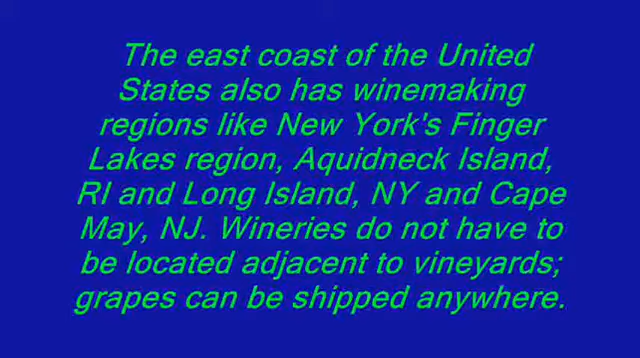 The east coast of the United
States also has winemaking
regions like New York's Finger
Lakes region, Aquidneck Island,
RI and Long Island, NY and Cape
May, NJ. Wineries do not have to
be located adjacent to vineyards;
grapes can be shipped anywhere.